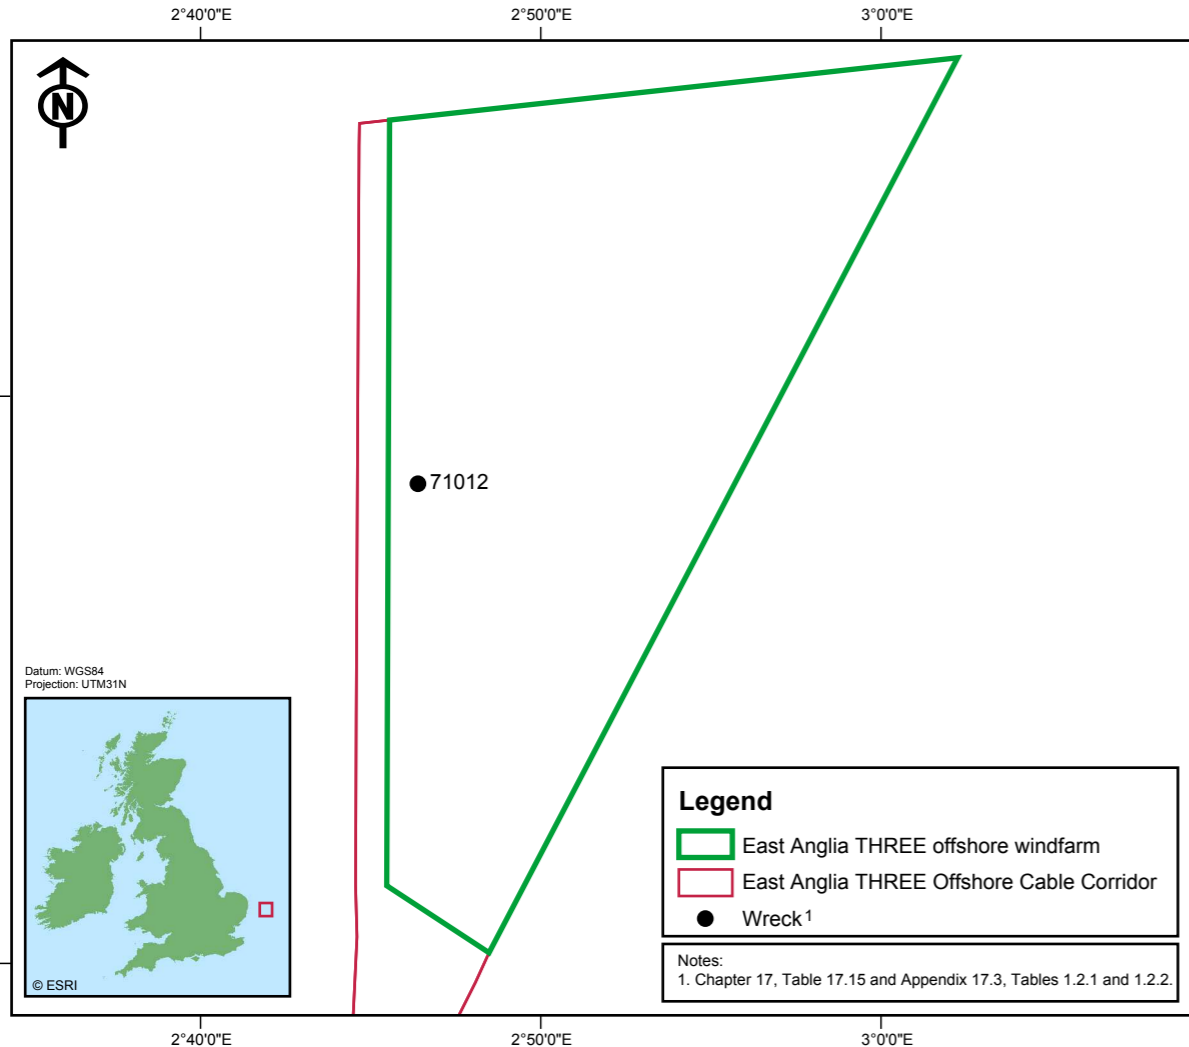 2°40'0"E
2°50'0"E
3°0'0"E
N
71012
Datum: WGS84
Projection: UTM31N
© ESRI
Legend
East Anglia THREE offshore windfarm
East Anglia THREE Offshore Cable Corridor
Wreck¹
Notes:
1. Chapter 17, Table 17.15 and Appendix 17.3, Tables 1.2.1 and 1.2.2.
2°40'0"E
2°50'0"E
3°0'0"E